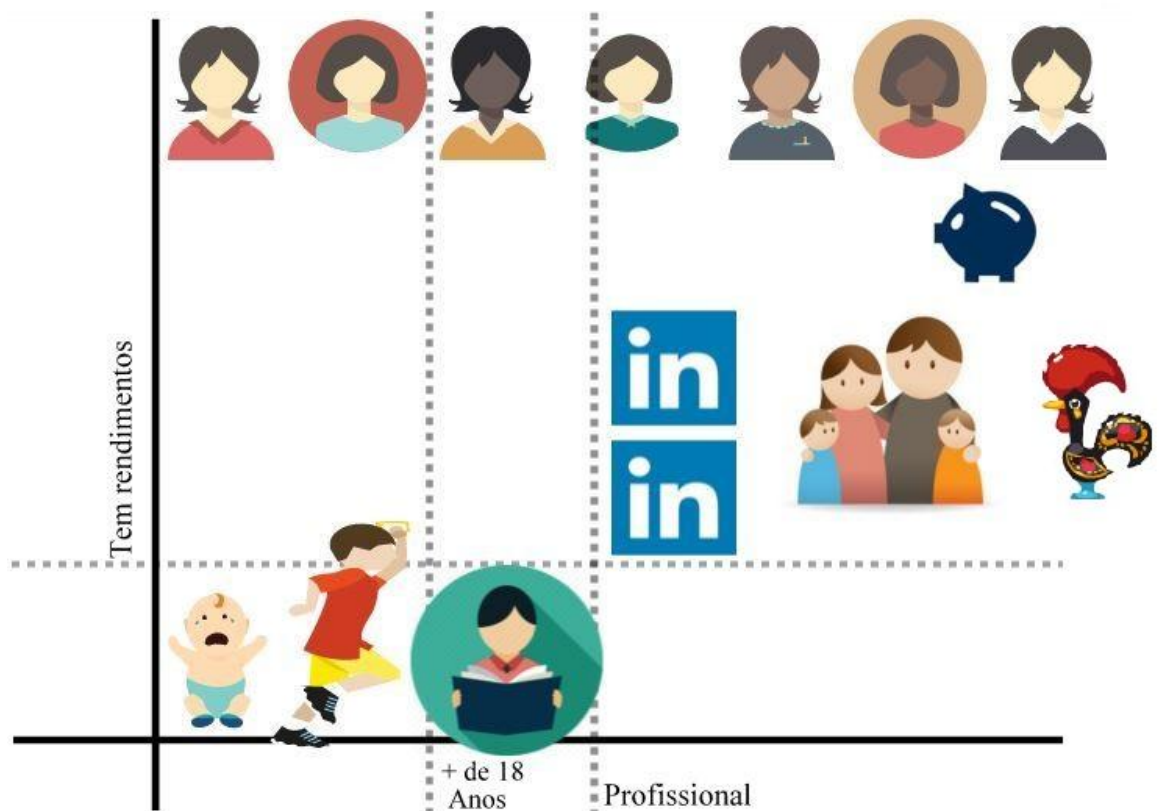 Tem rendimentos
in
in
+ de 18
Anos
Profissional